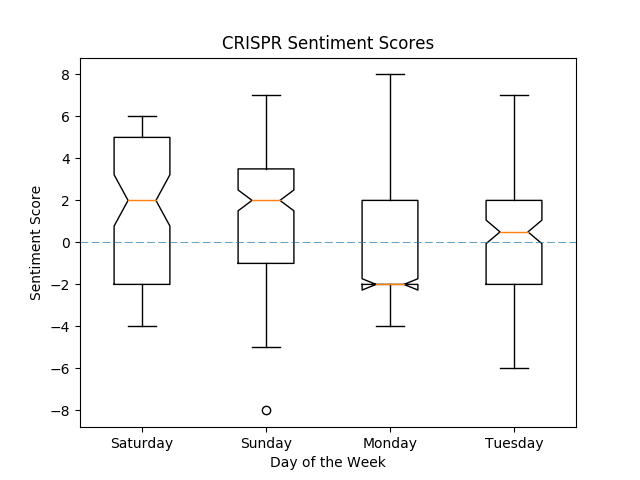 CRISPR Sentiment Scores
Sentiment Score
8
6
4
2
0
−2
−4
−6
−8
Saturday Sunday Monday Tuesday
Day of the Week